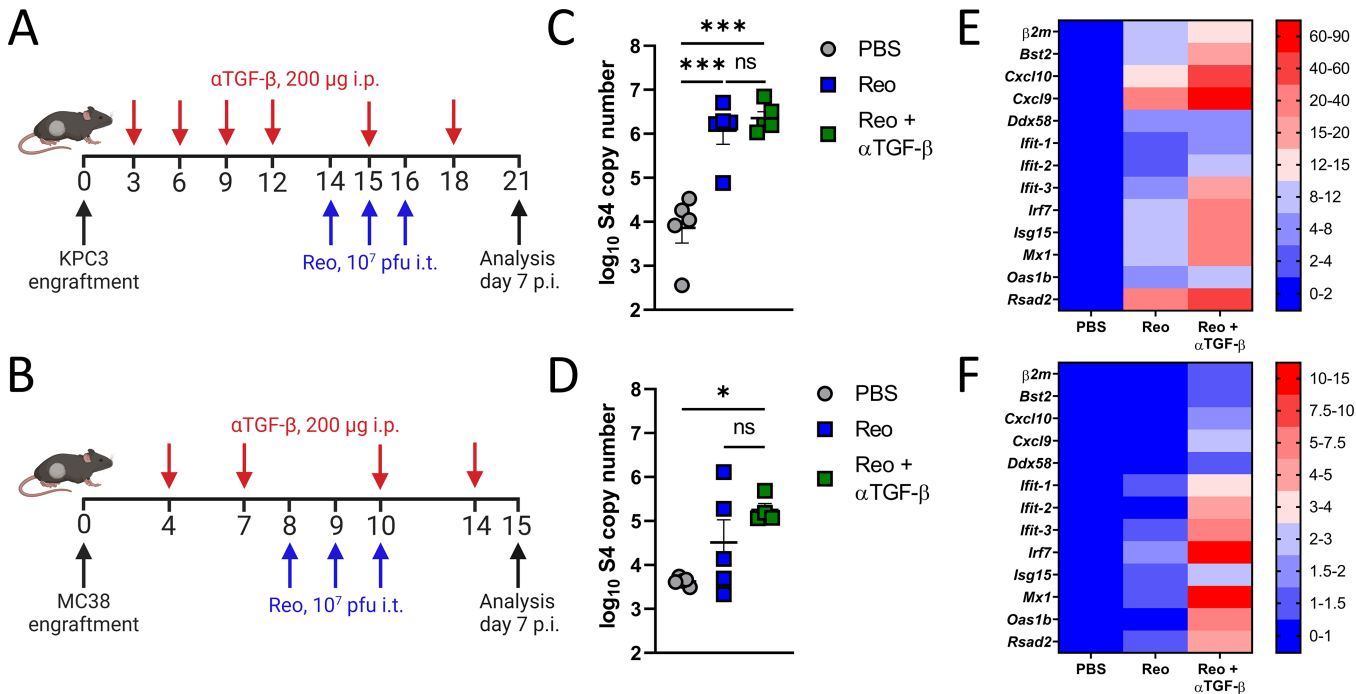 A
αTGF-β, 200 µg i.p.
0 3 6 9 12 14 15 16 18 21
KPC3
engraftment
Reo, 10⁷ pfu i.t.
Analysis
day 7 p.i.
B
αTGF-β, 200 µg i.p.
0 4 7 8 9 10 14 15
MC38
engraftment
Reo, 10⁷ pfu i.t.
Analysis
day 7 p.i.
C
log₁₀ S4 copy number
8
7
6
5
4
3
2
***
*** ns
PBS
Reo
Reo +
αTGF-β
D
log₁₀ S4 copy number
8
7
6
5
4
3
2
*
ns
PBS
Reo
Reo +
αTGF-β
E
β2m
Bst2
Cxcl10
Cxcl9
Ddx58
Ifit-1
Ifit-2
Ifit-3
Irf7
Isg15
Mx1
Oas1b
Rsad2
PBS Reo Reo +
αTGF-β
60-90
40-60
20-40
15-20
12-15
8-12
4-8
2-4
0-2
F
β2m
Bst2
Cxcl10
Cxcl9
Ddx58
Ifit-1
Ifit-2
Ifit-3
Irf7
Isg15
Mx1
Oas1b
Rsad2
PBS Reo Reo +
αTGF-β
10-15
7.5-10
5-7.5
4-5
3-4
2-3
1.5-2
1-1.5
0-1